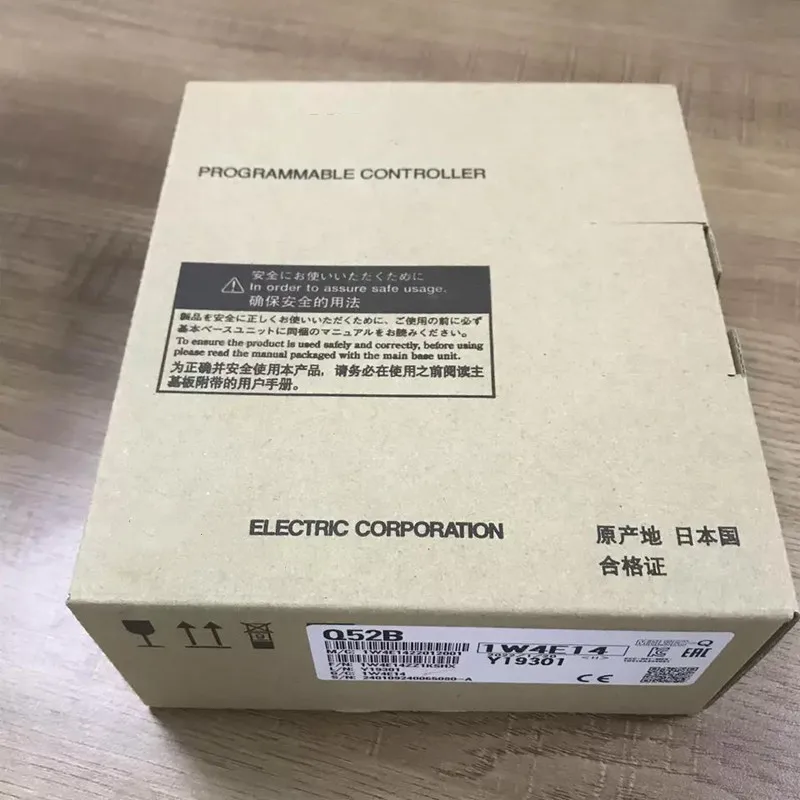 PROGRAMMABLE CONTROLLER
安全にお使いいただくために
In order to assure safe usage.
确保安全的用法
製品を安全に正しくお使いいただくために、ご使用の前に必ず
基本ベースユニットに同梱のマニュアルをお読みください。
To ensure the product is used safely and correctly, before using
please read the manual packaged with the main base unit.
为正确并安全使用本产品，请务必在使用之前阅读主
基板附带的用户手册。
ELECTRIC CORPORATION
原产地 日本国
合格证
Q52B
1W4E14
M/C: 1W4E1422012001
Y19301
L/N: Y19301
S/C: 1W4E14
S/N: 240109240065080-A
CE
EAC